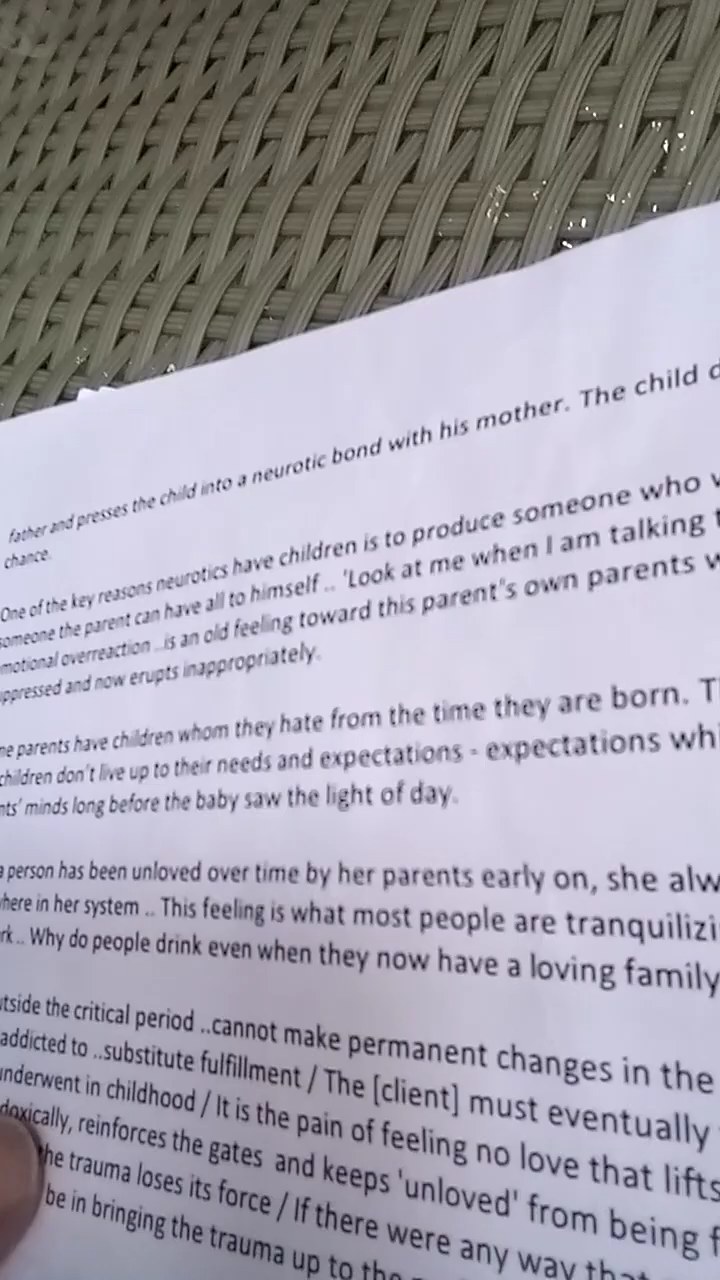 father and presses the child into a neurotic bond with his mother. The child
chance.
One of the key reasons neurotics have children is to produce someone who
someone the parent can have all to himself .. 'Look at me when I am talking
motional overreaction ..is an old feeling toward this parent's own parents
ppressed and now erupts inappropriately.
ne parents have children whom they hate from the time they are born.
children don't live up to their needs and expectations - expectations whi
nts' minds long before the baby saw the light of day.
a person has been unloved over time by her parents early on, she alw
where in her system .. This feeling is what most people are tranquilizi
rk .. Why do people drink even when they now have a loving family
tside the critical period ..cannot make permanent changes in the
addicted to ..substitute fulfillment / The [client] must eventually
underwent in childhood / It is the pain of feeling no love that lifts
doxically, reinforces the gates and keeps 'unloved' from being f
the trauma loses its force / If there were any way that
be in bringing the trauma up to the